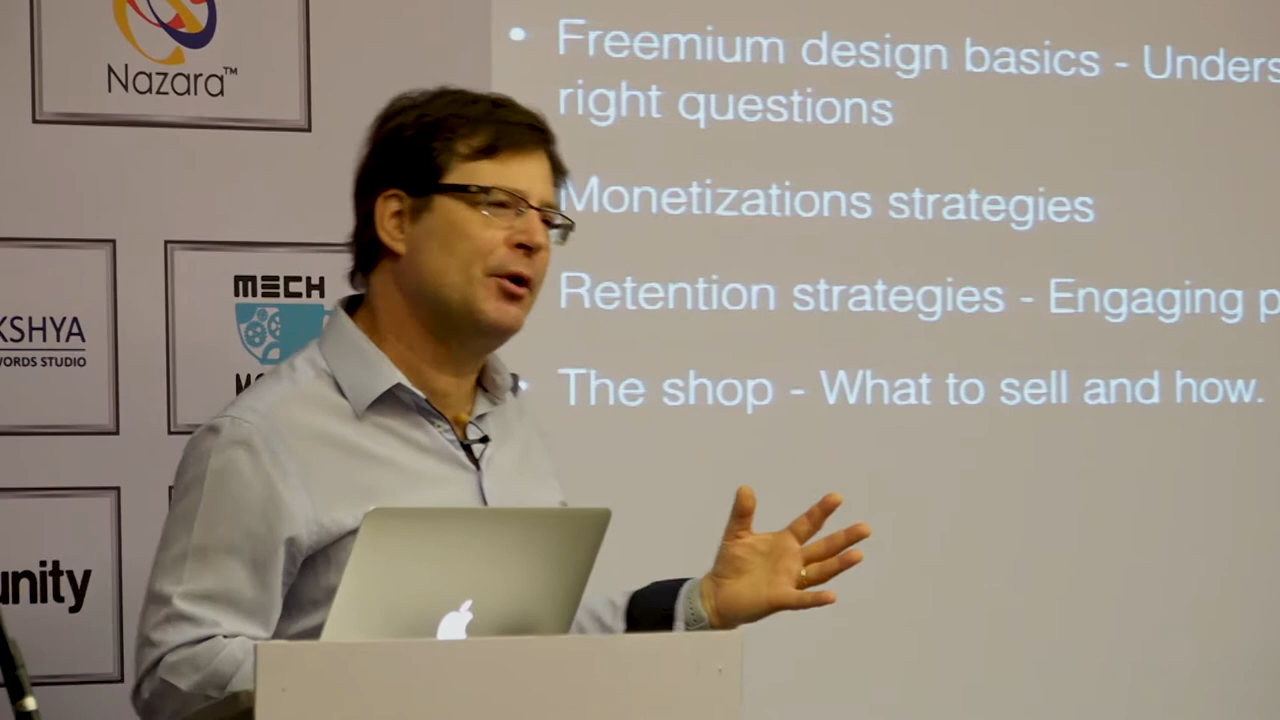 Nazara™
• Freemium design basics - Unders
right questions
Monetizations strategies
Retention strategies - Engaging p
• The shop - What to sell and how.
MECH
KSHYA
WORDS STUDIO
unity